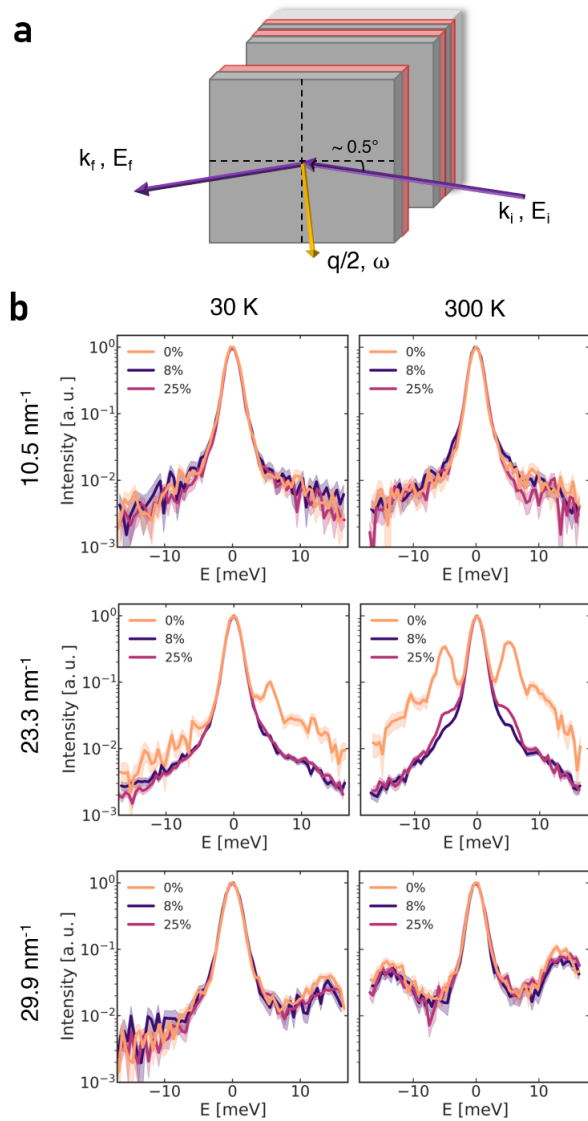 a
~ 0.5°
k_f , E_f
k_i , E_i
q/2, ω
b
30 K
300 K
10.5 nm⁻¹
Intensity [a. u. ]
10⁰
10⁻¹
10⁻²
10⁻³
0%
8%
25%
−10
0
10
E [meV]
Intensity [a. u. ]
10⁰
10⁻¹
10⁻²
10⁻³
0%
8%
25%
−10
0
10
E [meV]
23.3 nm⁻¹
Intensity [a. u. ]
10⁰
10⁻¹
10⁻²
10⁻³
0%
8%
25%
−10
0
10
E [meV]
Intensity [a. u. ]
10⁰
10⁻¹
10⁻²
10⁻³
0%
8%
25%
−10
0
10
E [meV]
29.9 nm⁻¹
Intensity [a. u. ]
10⁰
10⁻¹
10⁻²
10⁻³
0%
8%
25%
−10
0
10
E [meV]
Intensity [a. u. ]
10⁰
10⁻¹
10⁻²
10⁻³
0%
8%
25%
−10
0
10
E [meV]